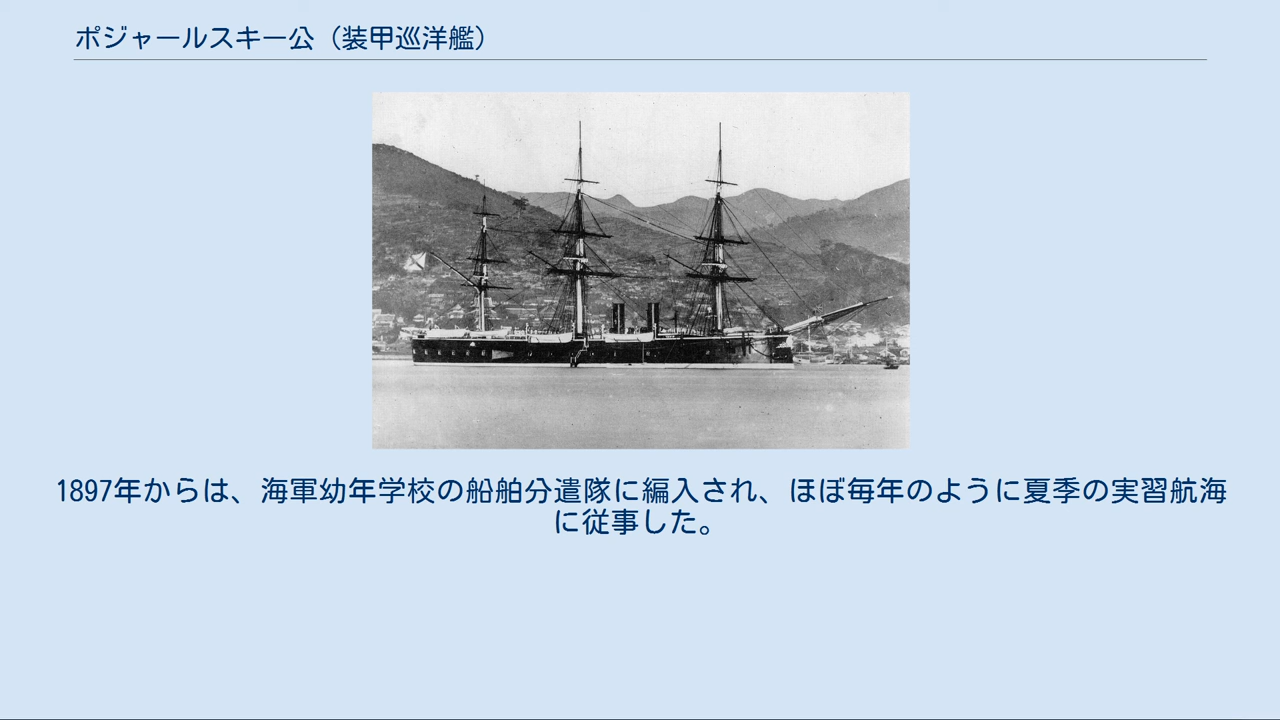 ポジャールスキー公（装甲巡洋艦）
1897年からは、海軍幼年学校の船舶分遣隊に編入され、ほぼ毎年のように夏季の実習航海
に従事した。